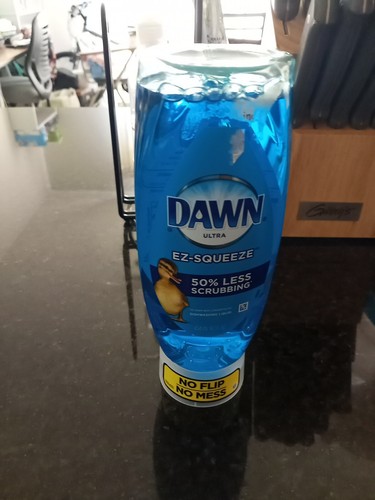 DAWN
ULTRA
EZ-SQUEEZE
50% LESS
SCRUBBING
NO FLIP
NO MESS